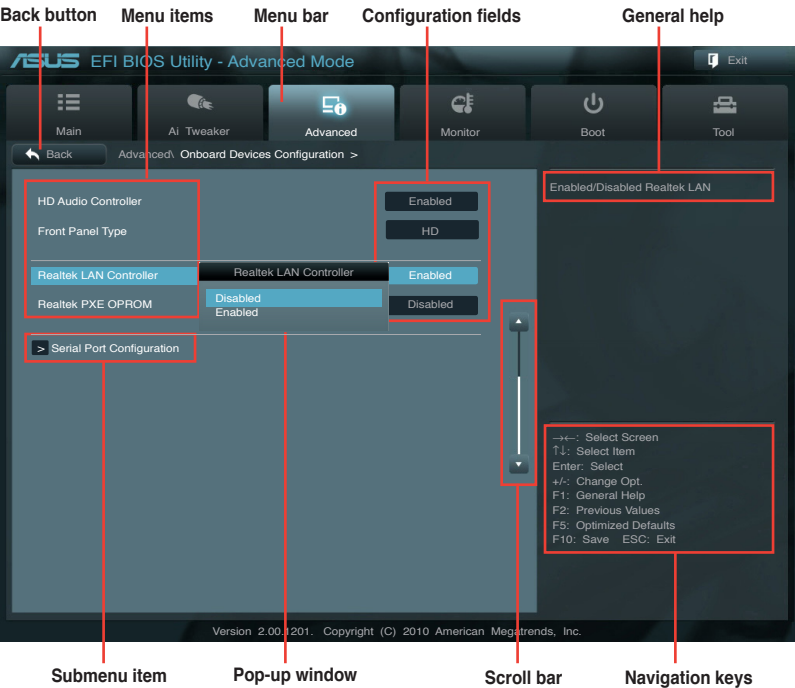 Back button Menu items Menu bar Configuration fields General help
ASUS EFI BIOS Utility - Advanced Mode Exit
Main Ai Tweaker Advanced Monitor Boot Tool
Back Advanced\ Onboard Devices Configuration >
Enabled/Disabled Realtek LAN
HD Audio Controller Enabled
Front Panel Type HD
Realtek LAN Controller Realtek LAN Controller Enabled
Disabled
Enabled
Realtek PXE OPROM Disabled
> Serial Port Configuration
→←: Select Screen
↑↓: Select Item
Enter: Select
+/-: Change Opt.
F1: General Help
F2: Previous Values
F5: Optimized Defaults
F10: Save ESC: Exit
Version 2.00.1201. Copyright (C) 2010 American Megatrends, Inc.
Submenu item Pop-up window Scroll bar Navigation keys